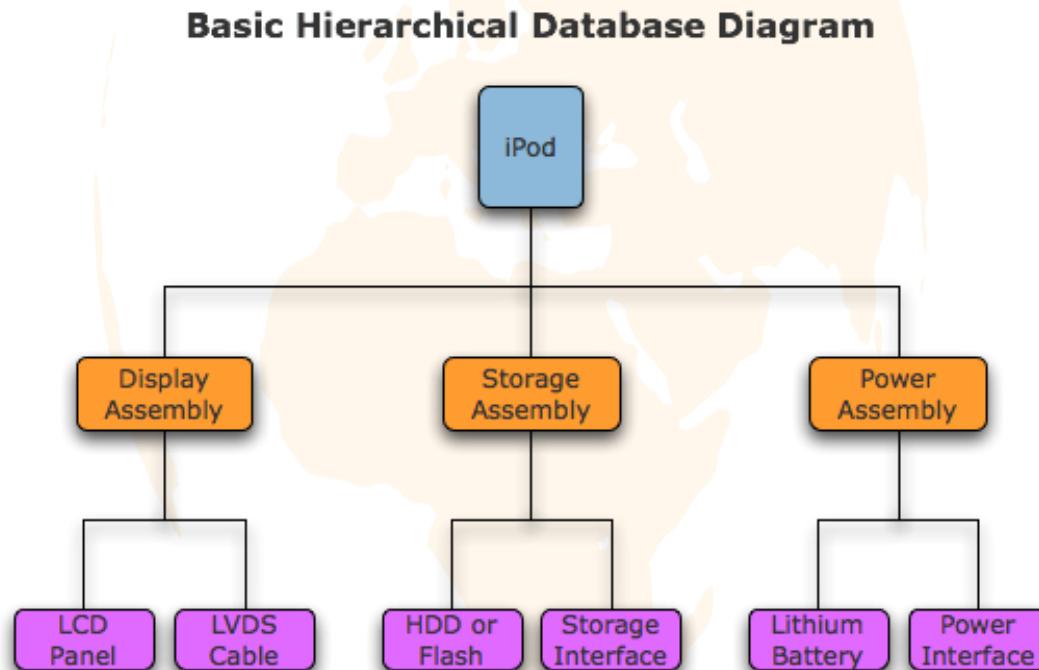 Basic Hierarchical Database Diagram
iPod
Display
Assembly
Storage
Assembly
Power
Assembly
LCD
Panel
LVDS
Cable
HDD or
Flash
Storage
Interface
Lithium
Battery
Power
Interface